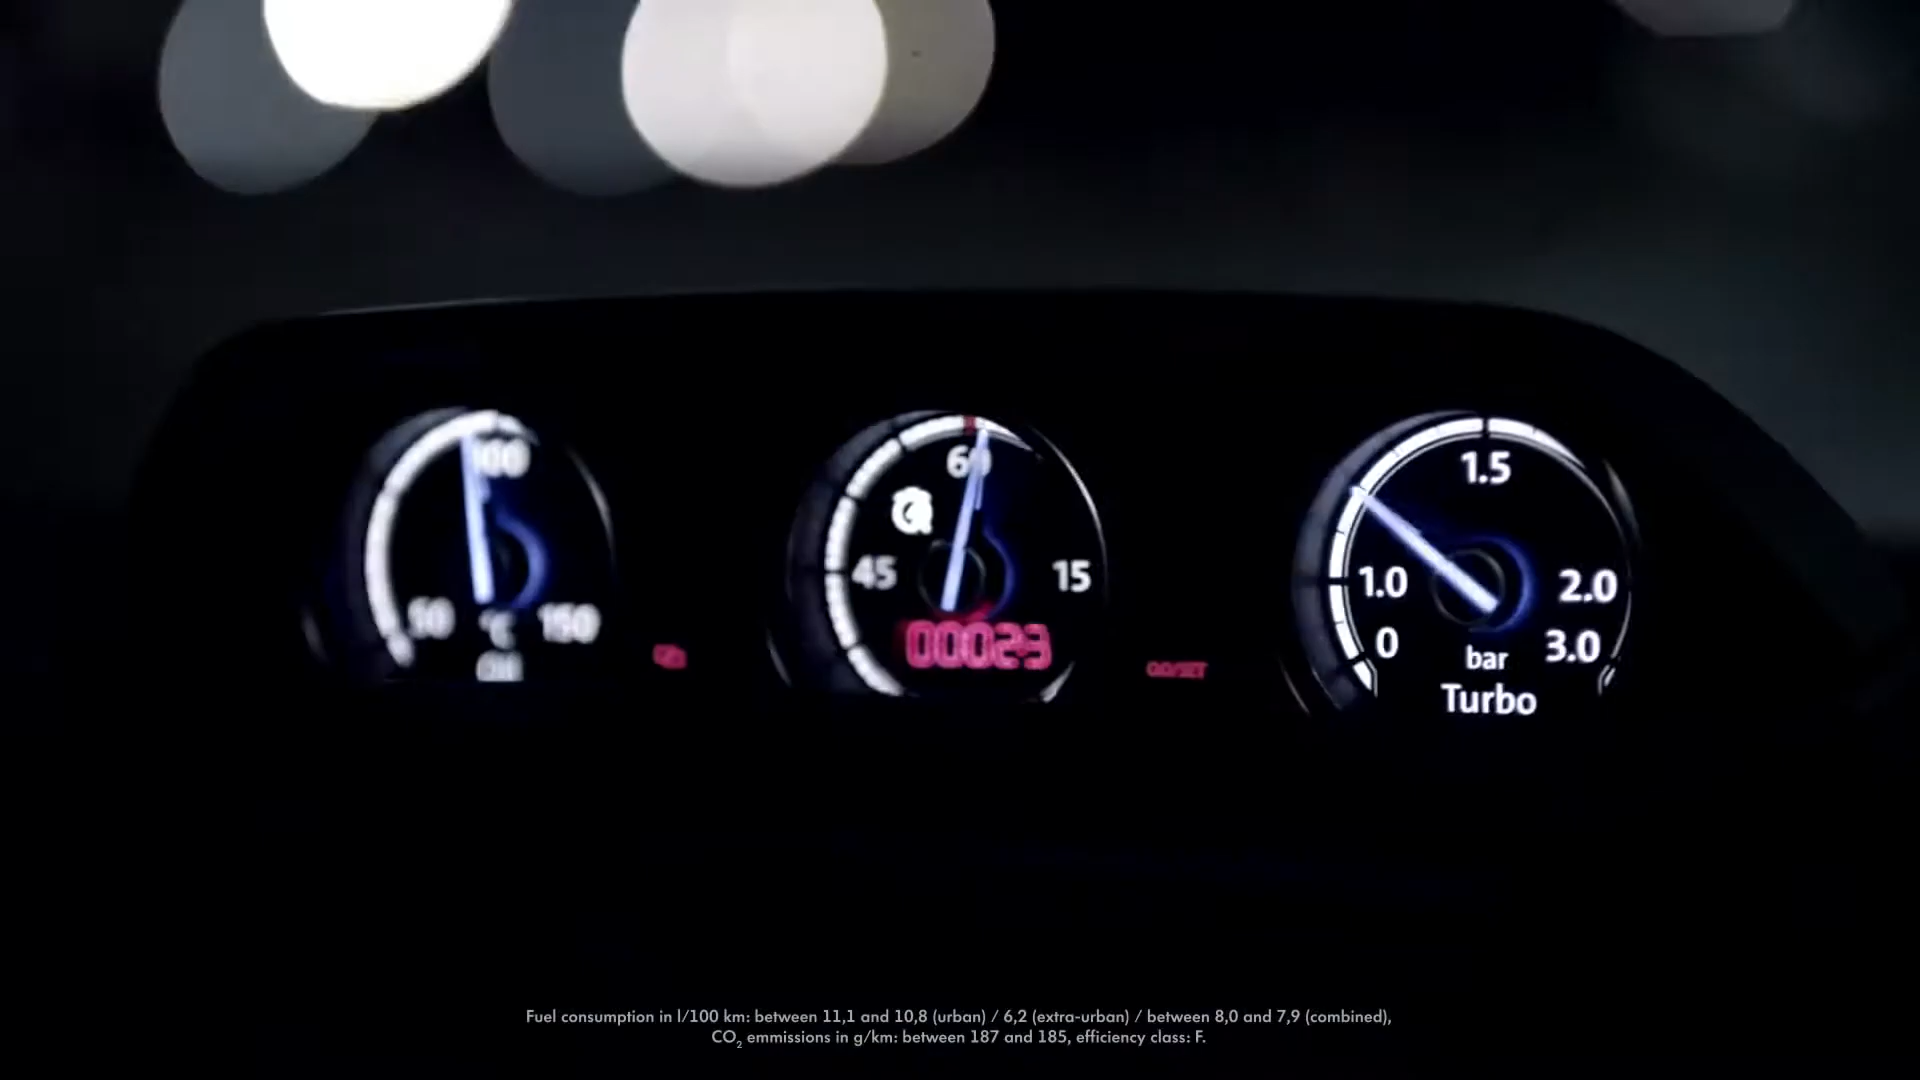 100
50
150
°C
60
45
15
00023
1.5
1.0
2.0
0
3.0
bar
Turbo
Fuel consumption in l/100 km: between 11,1 and 10,8 (urban) / 6,2 (extra-urban) / between 8,0 and 7,9 (combined),
CO₂ emmissions in g/km: between 187 and 185, efficiency class: F.